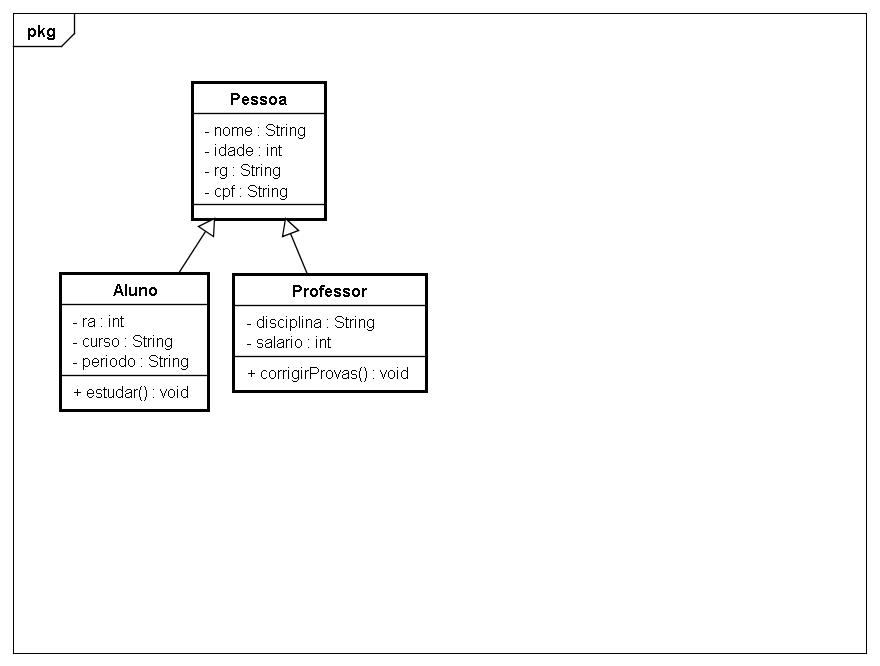 pkg
Pessoa
- nome : String
- idade : int
- rg : String
- cpf : String
Aluno
- ra : int
- curso : String
- periodo : String
+ estudar() : void
Professor
- disciplina : String
- salario : int
+ corrigirProvas() : void